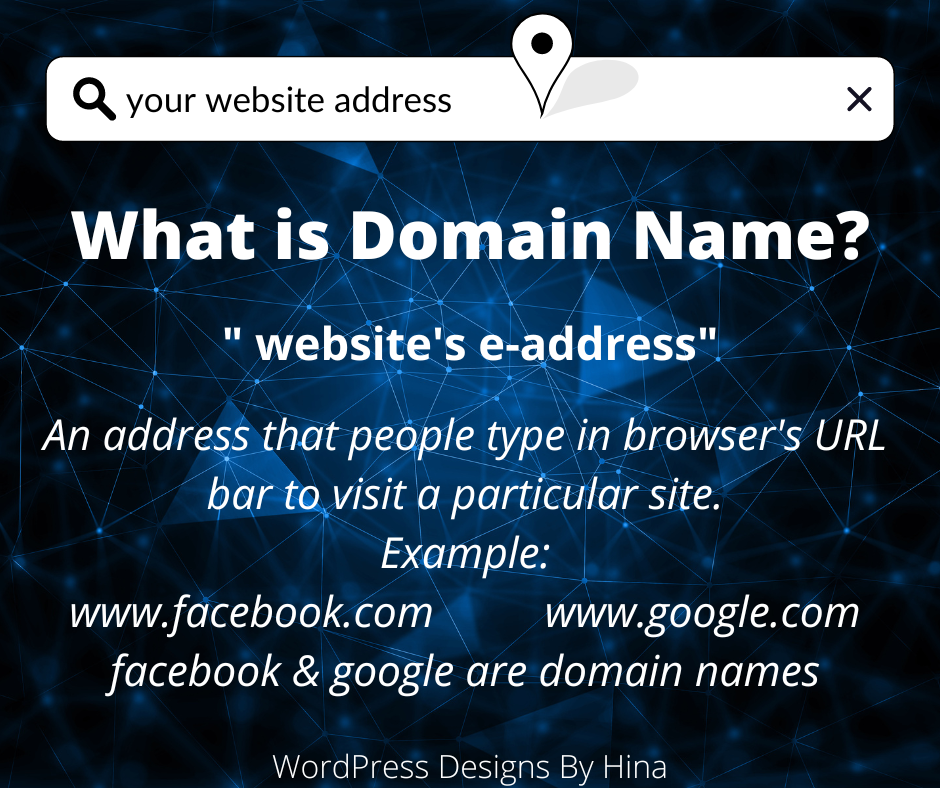 your website address
What is Domain Name?
" website's e-address"
An address that people type in browser's URL
bar to visit a particular site.
Example:
www.facebook.com www.google.com
facebook & google are domain names
WordPress Designs By Hina